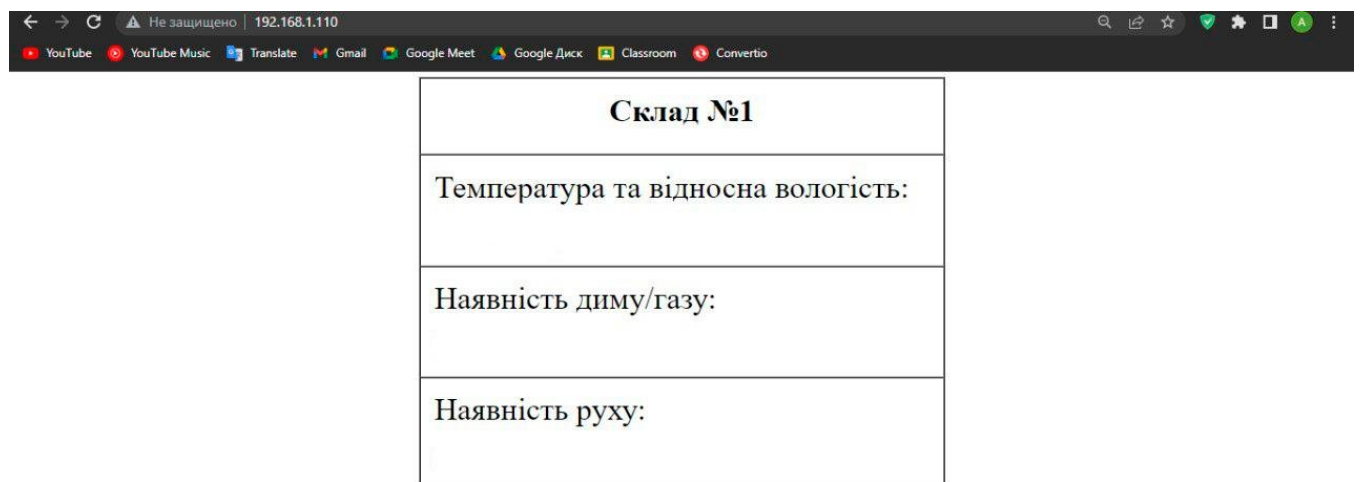 Не защищено | 192.168.1.110
YouTube YouTube Music Translate Gmail Google Meet Google Диск Classroom Convertio
Склад №1
Температура та відносна вологість:
Наявність диму/газу:
Наявність руху: